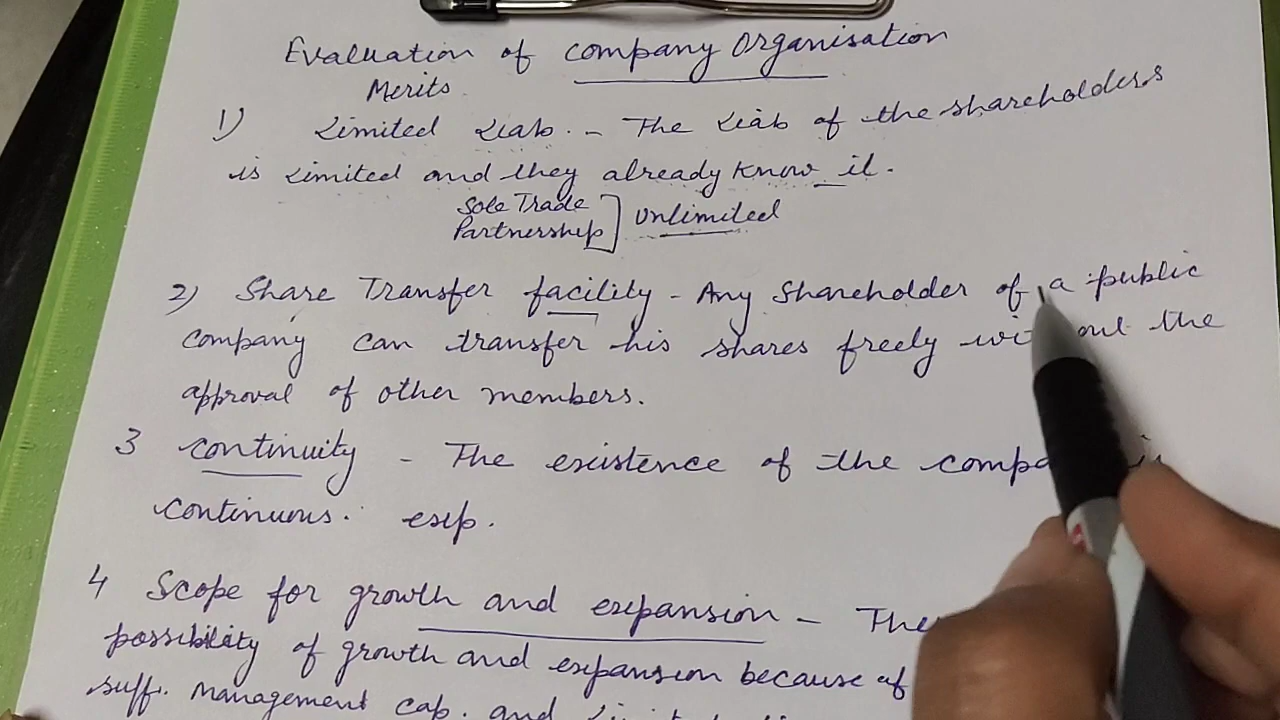 Evaluation of company Organisation
Merits
1) Limited Liab. - The Liab of the shareholders
is Limited and they already know it.
Sole Trade
Partnership ] Unlimited
2) Share Transfer facility - Any Shareholder of a public
company can transfer his shares freely the
approval of other members.
3 continuity - The existence of the
continuous. exp.
4 Scope for growth and expansion -
possibility of growth and expansion because of
suff. management cap. and